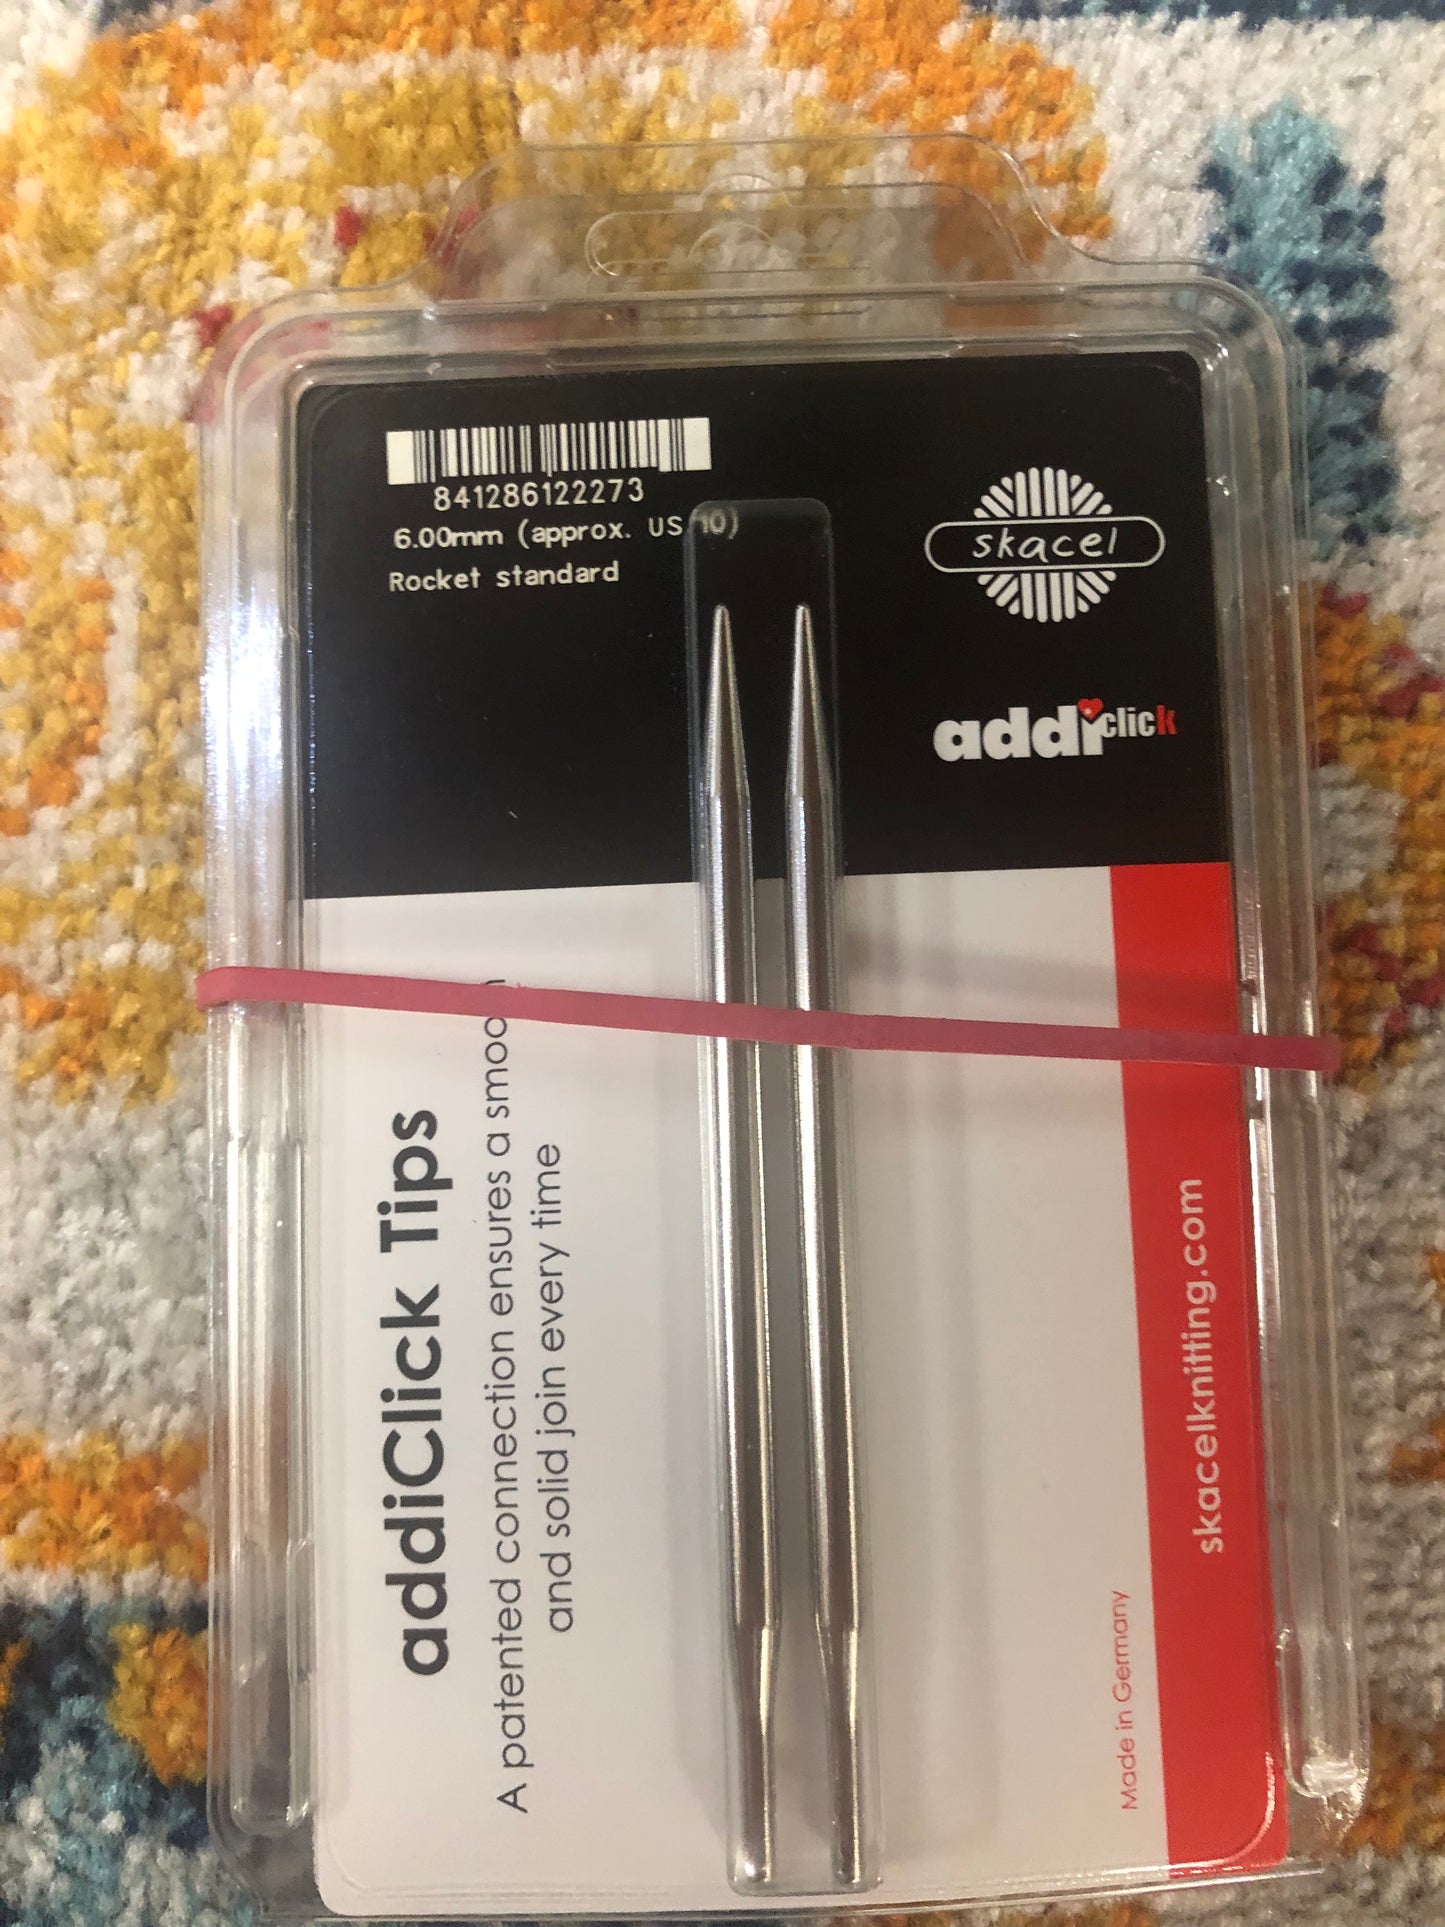 841286122273
6.00mm (approx. US 10)
Rocket standard
skacel
addiclick
addiClick Tips
A patented connection ensures a smooth
and solid join every time
Made in Germany
skacelknitting.com